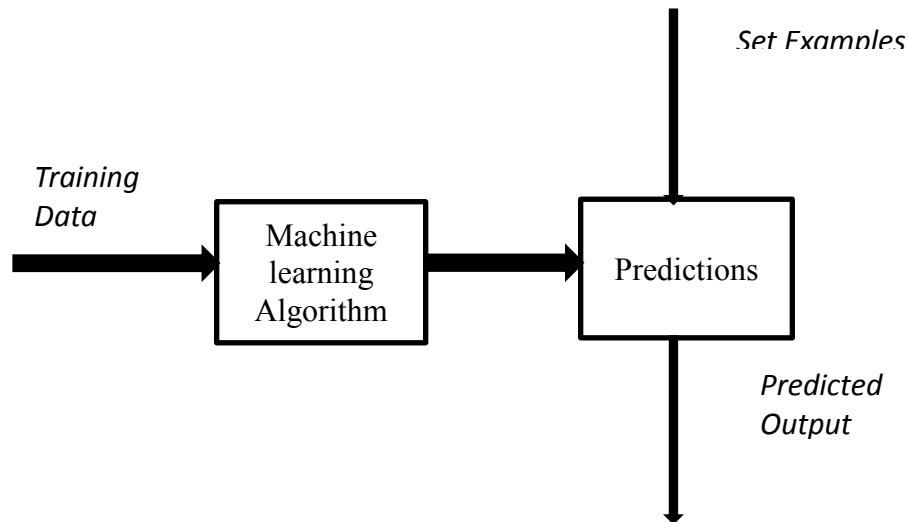 Set Examples
Training
Data
Machine
learning
Algorithm
Predictions
Predicted
Output